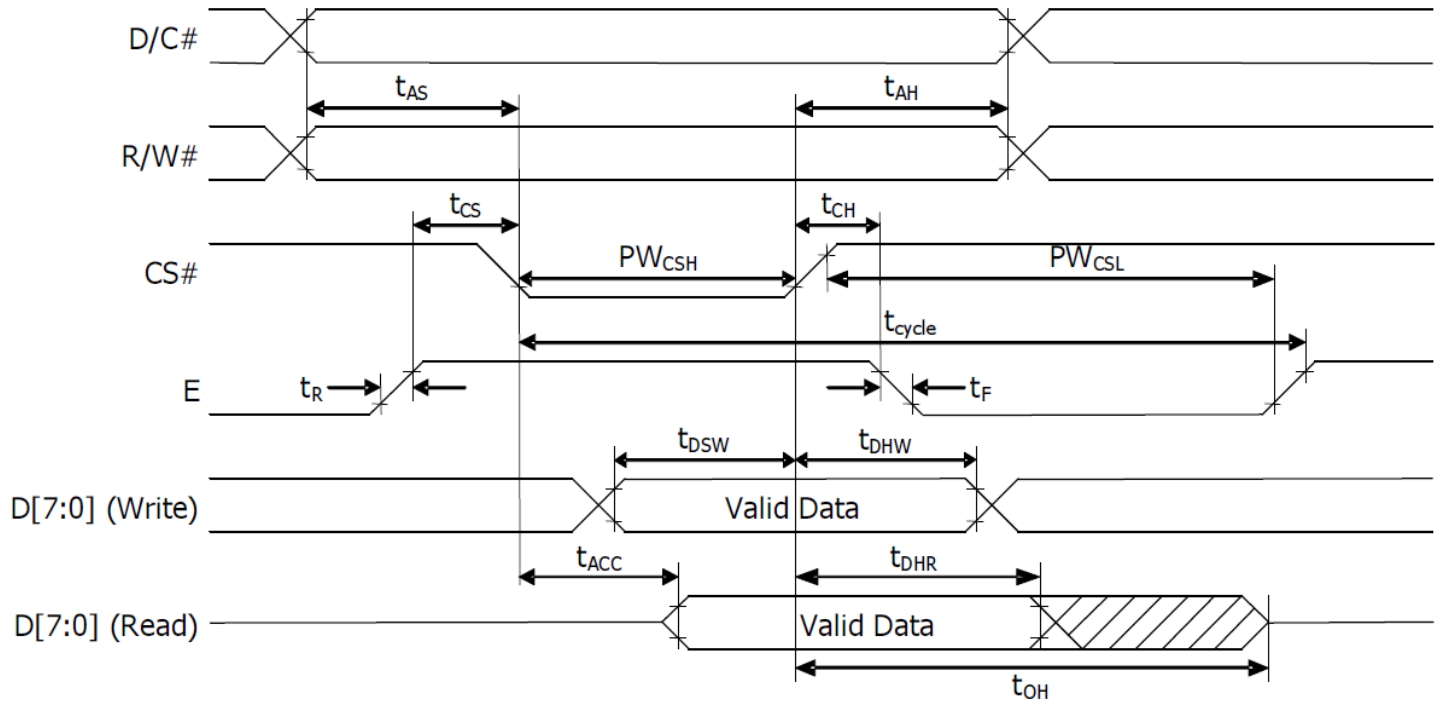 D/C#
tAS
tAH
R/W#
tCS
tCH
CS#
PWCSH
PWCSL
tcycle
E
tR
tF
tDSW
tDHW
D[7:0] (Write)
Valid Data
tACC
tDHR
D[7:0] (Read)
Valid Data
tOH